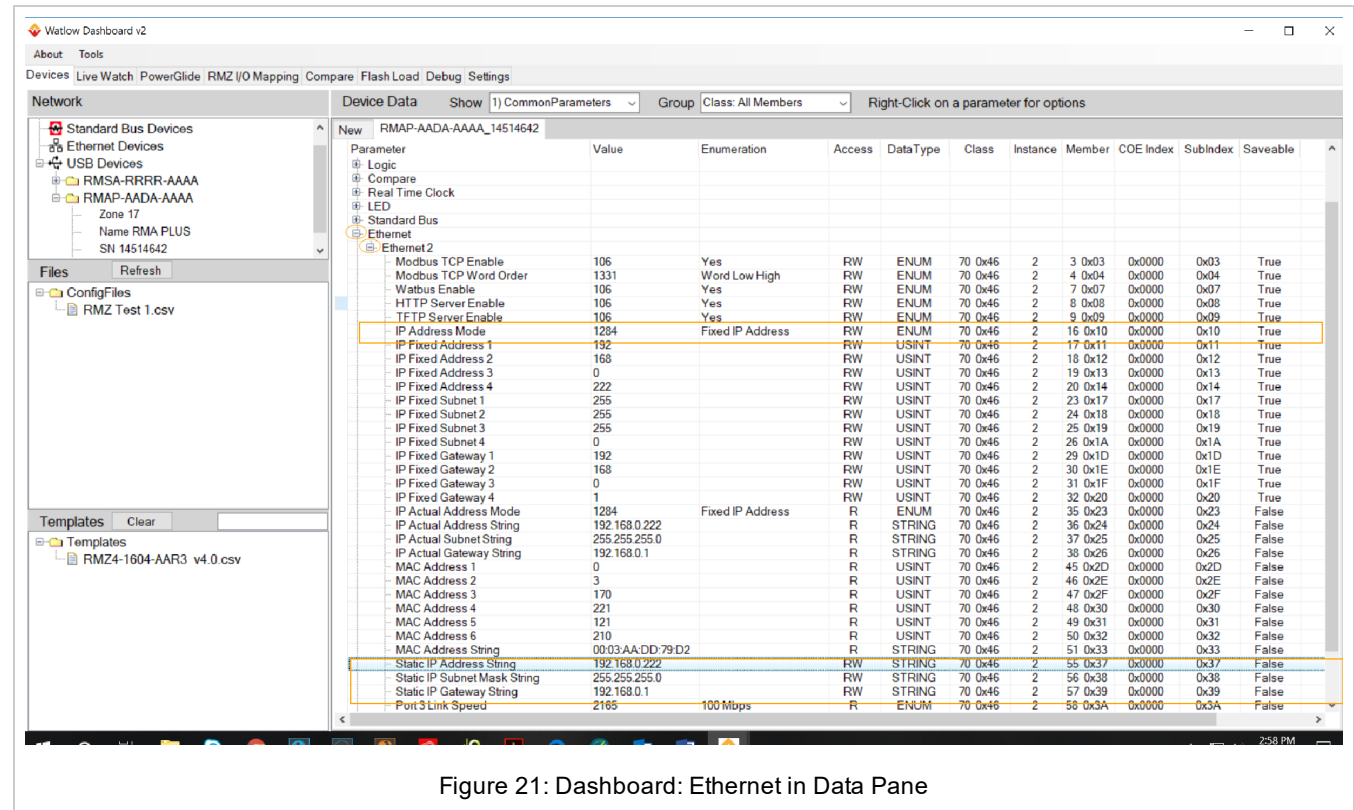 Watlow Dashboard v2
About Tools
Devices Live Watch PowerGlide RMZ I/O Mapping Compare Flash Load Debug Settings
Network
Standard Bus Devices
Ethernet Devices
USB Devices
RMSA-RRRR-AAAA
RMAP-AADA-AAAA
Zone 17
Name RMA PLUS
SN 14514642
Files Refresh
ConfigFiles
RMZ Test 1.csv
Templates Clear
Templates
RMZ4-1604-AAR3 v4.0.csv
Device Data Show 1) CommonParameters Group Class: All Members Right-Click on a parameter for options
New RMAP-AADA-AAAA_14514642
Parameter Value Enumeration Access DataType Class Instance Member COE Index SubIndex Saveable
Logic
Compare
Real Time Clock
LED
Standard Bus
Ethernet
Ethernet 2
Modbus TCP Enable 106 Yes RW ENUM 70 0x46 2 3 0x03 0x0000 0x03 True
Modbus TCP Word Order 1331 Word Low High RW ENUM 70 0x46 2 4 0x04 0x0000 0x04 True
Watbus Enable 106 Yes RW ENUM 70 0x46 2 7 0x07 0x0000 0x07 True
HTTP Server Enable 106 Yes RW ENUM 70 0x46 2 8 0x08 0x0000 0x08 True
TFTP Server Enable 106 Yes RW ENUM 70 0x46 2 9 0x09 0x0000 0x09 True
IP Address Mode 1284 Fixed IP Address RW ENUM 70 0x46 2 16 0x10 0x0000 0x10 True
IP Fixed Address 1 192 RW USINT 70 0x46 2 17 0x11 0x0000 0x11 True
IP Fixed Address 2 168 RW USINT 70 0x46 2 18 0x12 0x0000 0x12 True
IP Fixed Address 3 0 RW USINT 70 0x46 2 19 0x13 0x0000 0x13 True
IP Fixed Address 4 222 RW USINT 70 0x46 2 20 0x14 0x0000 0x14 True
IP Fixed Subnet 1 255 RW USINT 70 0x46 2 23 0x17 0x0000 0x17 True
IP Fixed Subnet 2 255 RW USINT 70 0x46 2 24 0x18 0x0000 0x18 True
IP Fixed Subnet 3 255 RW USINT 70 0x46 2 25 0x19 0x0000 0x19 True
IP Fixed Subnet 4 0 RW USINT 70 0x46 2 26 0x1A 0x0000 0x1A True
IP Fixed Gateway 1 192 RW USINT 70 0x46 2 29 0x1D 0x0000 0x1D True
IP Fixed Gateway 2 168 RW USINT 70 0x46 2 30 0x1E 0x0000 0x1E True
IP Fixed Gateway 3 0 RW USINT 70 0x46 2 31 0x1F 0x0000 0x1F True
IP Fixed Gateway 4 1 RW USINT 70 0x46 2 32 0x20 0x0000 0x20 True
IP Actual Address Mode 1284 Fixed IP Address R ENUM 70 0x46 2 35 0x23 0x0000 0x23 False
IP Actual Address String 192.168.0.222 R STRING 70 0x46 2 36 0x24 0x0000 0x24 False
IP Actual Subnet String 255.255.255.0 R STRING 70 0x46 2 37 0x25 0x0000 0x25 False
IP Actual Gateway String 192.168.0.1 R STRING 70 0x46 2 38 0x26 0x0000 0x26 False
MAC Address 1 0 R USINT 70 0x46 2 45 0x2D 0x0000 0x2D False
MAC Address 2 3 R USINT 70 0x46 2 46 0x2E 0x0000 0x2E False
MAC Address 3 170 R USINT 70 0x46 2 47 0x2F 0x0000 0x2F False
MAC Address 4 221 R USINT 70 0x46 2 48 0x30 0x0000 0x30 False
MAC Address 5 121 R USINT 70 0x46 2 49 0x31 0x0000 0x31 False
MAC Address 6 210 R USINT 70 0x46 2 50 0x32 0x0000 0x32 False
MAC Address String 00:03:AA:DD:79:D2 R STRING 70 0x46 2 51 0x33 0x0000 0x33 False
Static IP Address String 192.168.0.222 RW STRING 70 0x46 2 55 0x37 0x0000 0x37 False
Static IP Subnet Mask String 255.255.255.0 RW STRING 70 0x46 2 56 0x38 0x0000 0x38 False
Static IP Gateway String 192.168.0.1 RW STRING 70 0x46 2 57 0x39 0x0000 0x39 False
Port 3 Link Speed 2165 100 Mbps R ENUM 70 0x46 2 58 0x3A 0x0000 0x3A False
2:58 PM
Figure 21: Dashboard: Ethernet in Data Pane